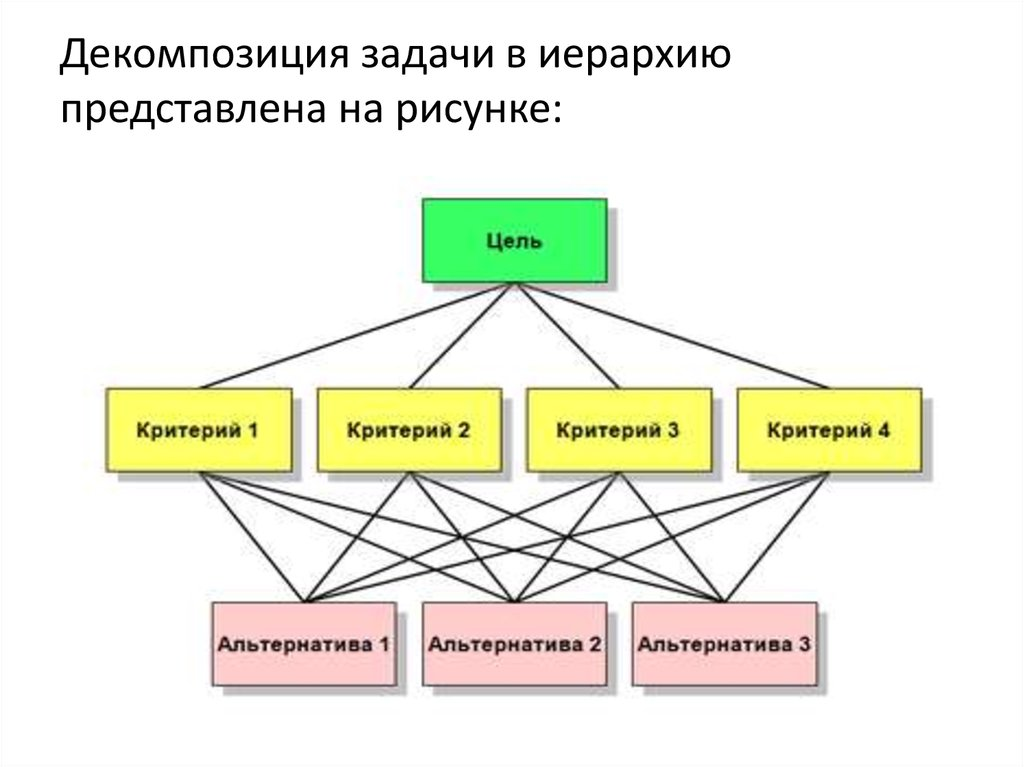 Декомпозиция задачи в иерархию
представлена на рисунке:
Цель
Критерий 1
Критерий 2
Критерий 3
Критерий 4
Альтернатива 1
Альтернатива 2
Альтернатива 3